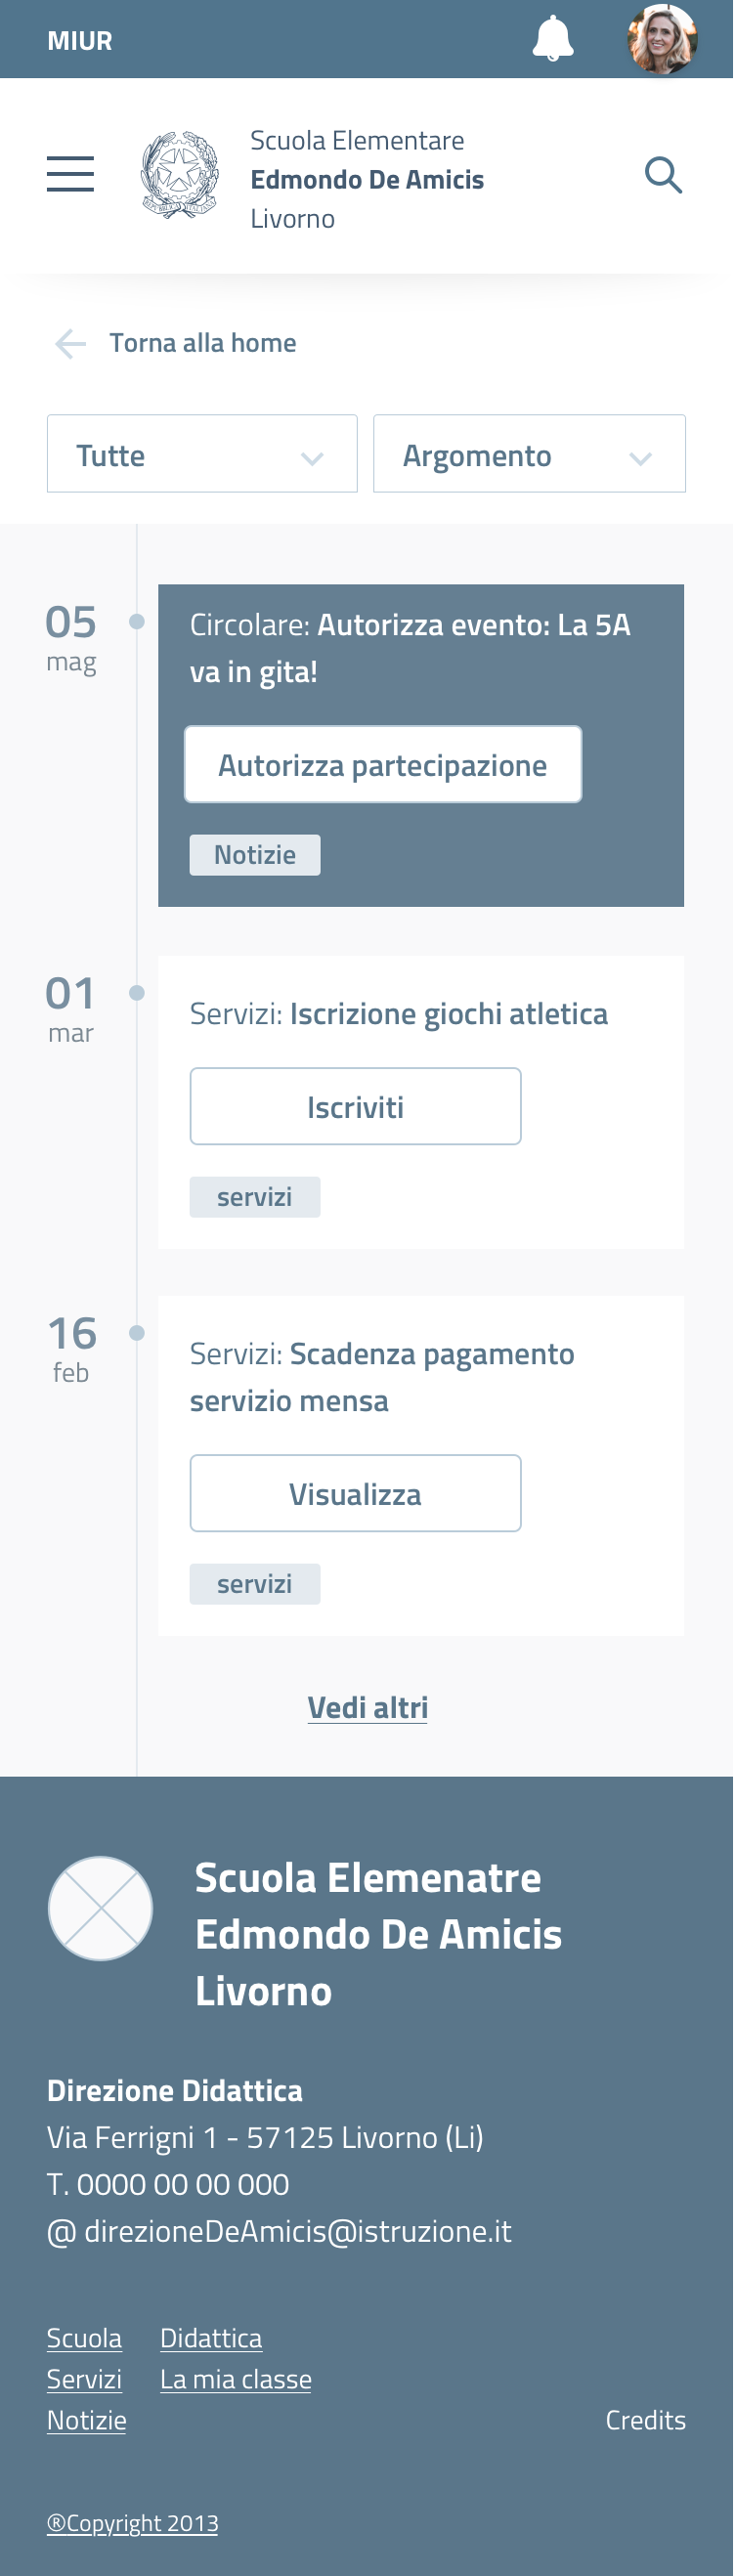 MIUR
Scuola Elementare
Edmondo De Amicis
Livorno
Torna alla home
Tutte
Argomento
05
mag
Circolare: Autorizza evento: La 5A
va in gita!
Autorizza partecipazione
Notizie
01
mar
Servizi: Iscrizione giochi atletica
Iscriviti
servizi
16
feb
Servizi: Scadenza pagamento
servizio mensa
Visualizza
servizi
Vedi altri
Scuola Elemenatre
Edmondo De Amicis
Livorno
Direzione Didattica
Via Ferrigni 1 - 57125 Livorno (Li)
T. 0000 00 00 000
@ direzioneDeAmicis@istruzione.it
Scuola Didattica
Servizi La mia classe
Notizie Credits
®Copyright 2013